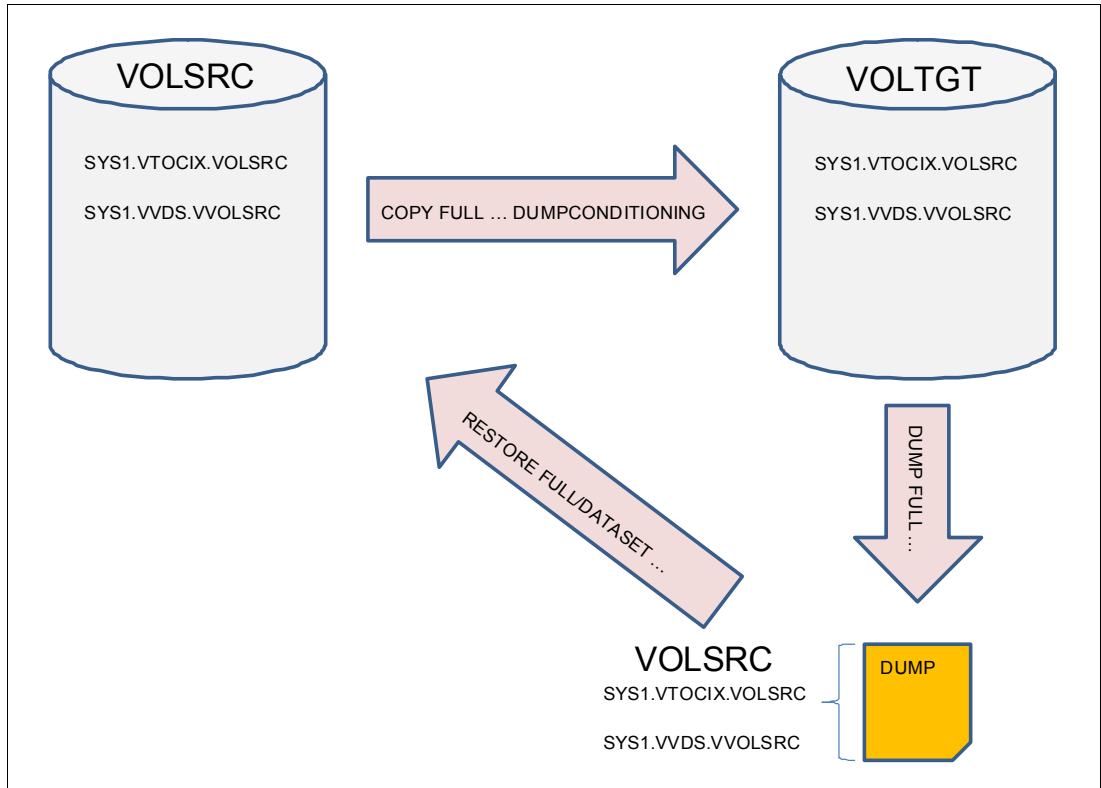 VOLSRC
SYS1.VTOCIX.VOLSRC
SYS1.VVDS.VVOLSRC
COPY FULL ... DUMPCONDITIONING
VOLTGT
SYS1.VTOCIX.VOLSRC
SYS1.VVDS.VVOLSRC
DUMP FULL ...
RESTORE FULL/DATASET ...
VOLSRC
SYS1.VTOCIX.VOLSRC
SYS1.VVDS.VVOLSRC
DUMP